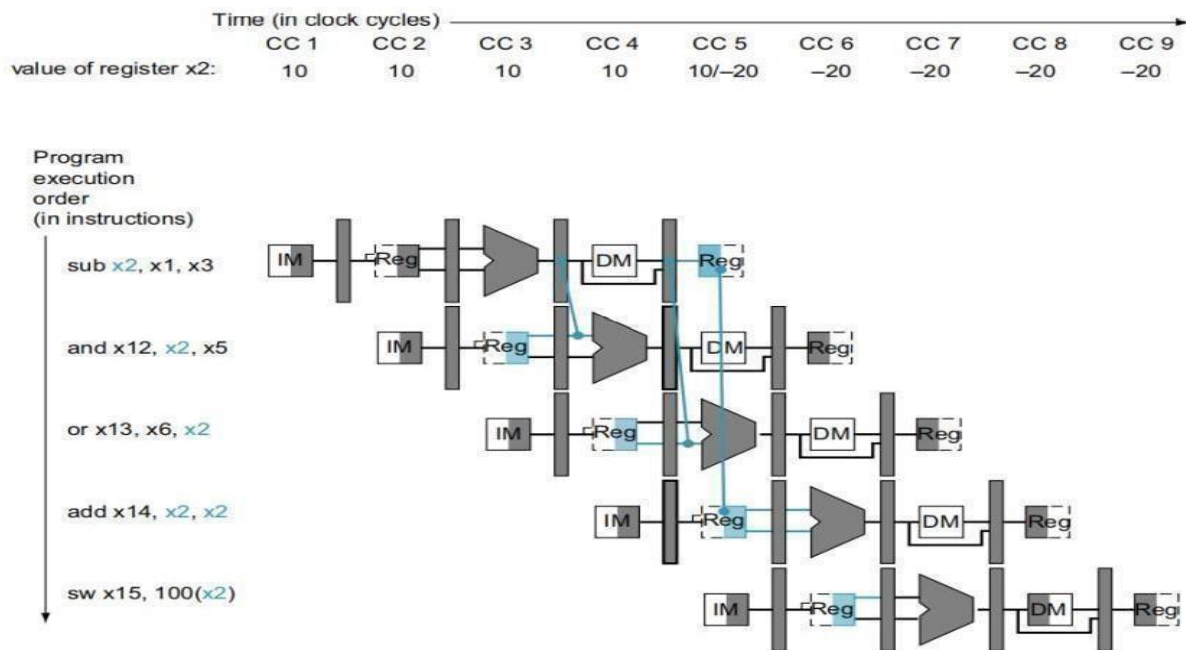 Time (in clock cycles)
CC 1 CC 2 CC 3 CC 4 CC 5 CC 6 CC 7 CC 8 CC 9
value of register x2: 10 10 10 10 10/–20 –20 –20 –20 –20
Program
execution
order
(in instructions)
sub x2, x1, x3 IM Reg DM Reg
and x12, x2, x5 IM Reg DM Reg
or x13, x6, x2 IM Reg DM Reg
add x14, x2, x2 IM Reg DM Reg
sw x15, 100(x2) IM Reg DM Reg